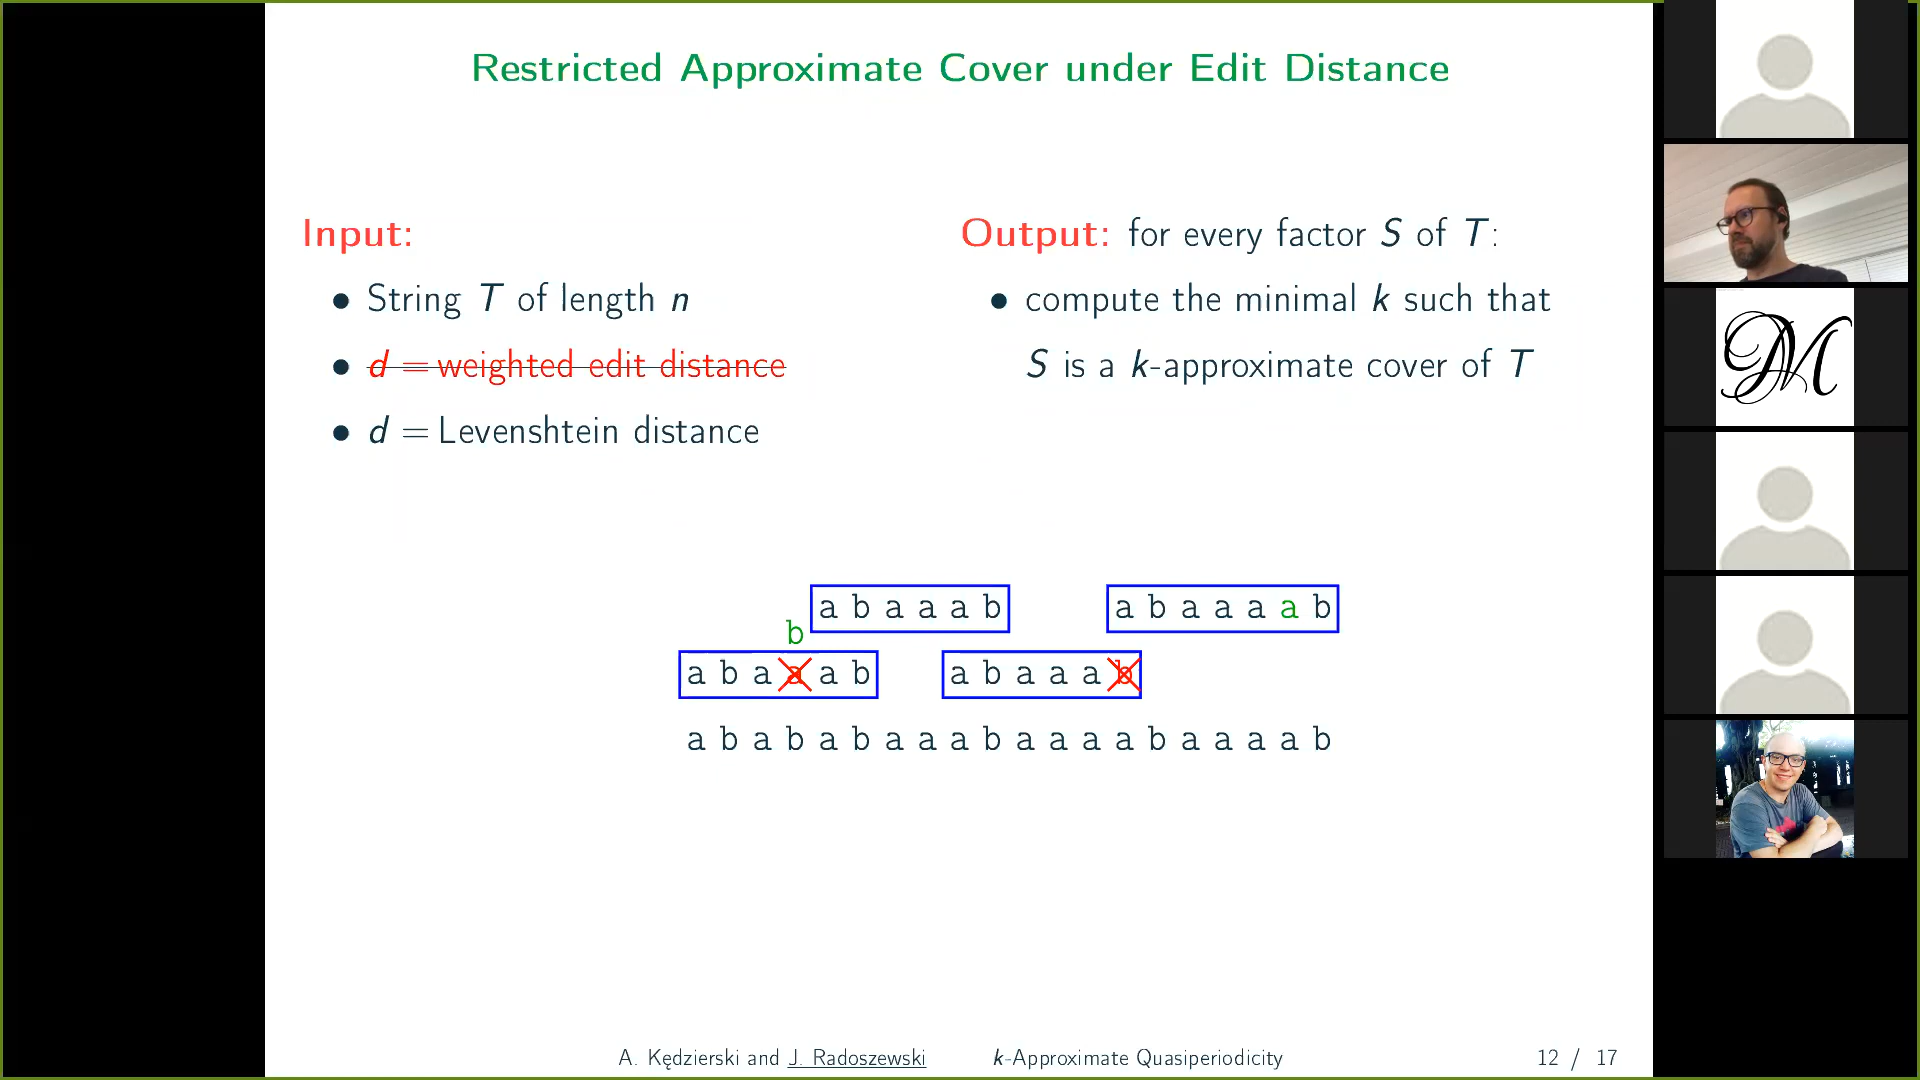 Restricted Approximate Cover under Edit Distance
Input:
• String T of length n
• d = weighted edit distance
• d = Levenshtein distance
Output: for every factor S of T:
• compute the minimal k such that
S is a k-approximate cover of T
a b a a a b
a b a a a a b
b
a b a a a b
a b a a a b
a b a b a b a a a b a a a a b a a a a b
A. Kędzierski and J. Radoszewski
k-Approximate Quasiperiodicity
12 / 17
M